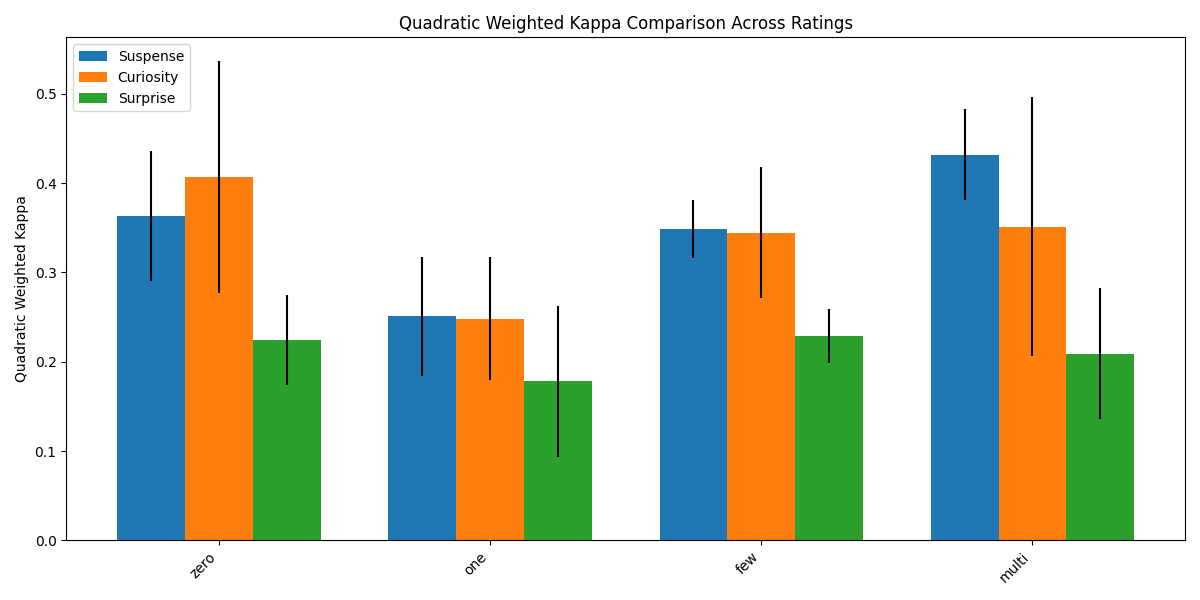 Quadratic Weighted Kappa Comparison Across Ratings
Suspense
Curiosity
Surprise
Quadratic Weighted Kappa
0.5
0.4
0.3
0.2
0.1
0.0
zero
one
few
multi